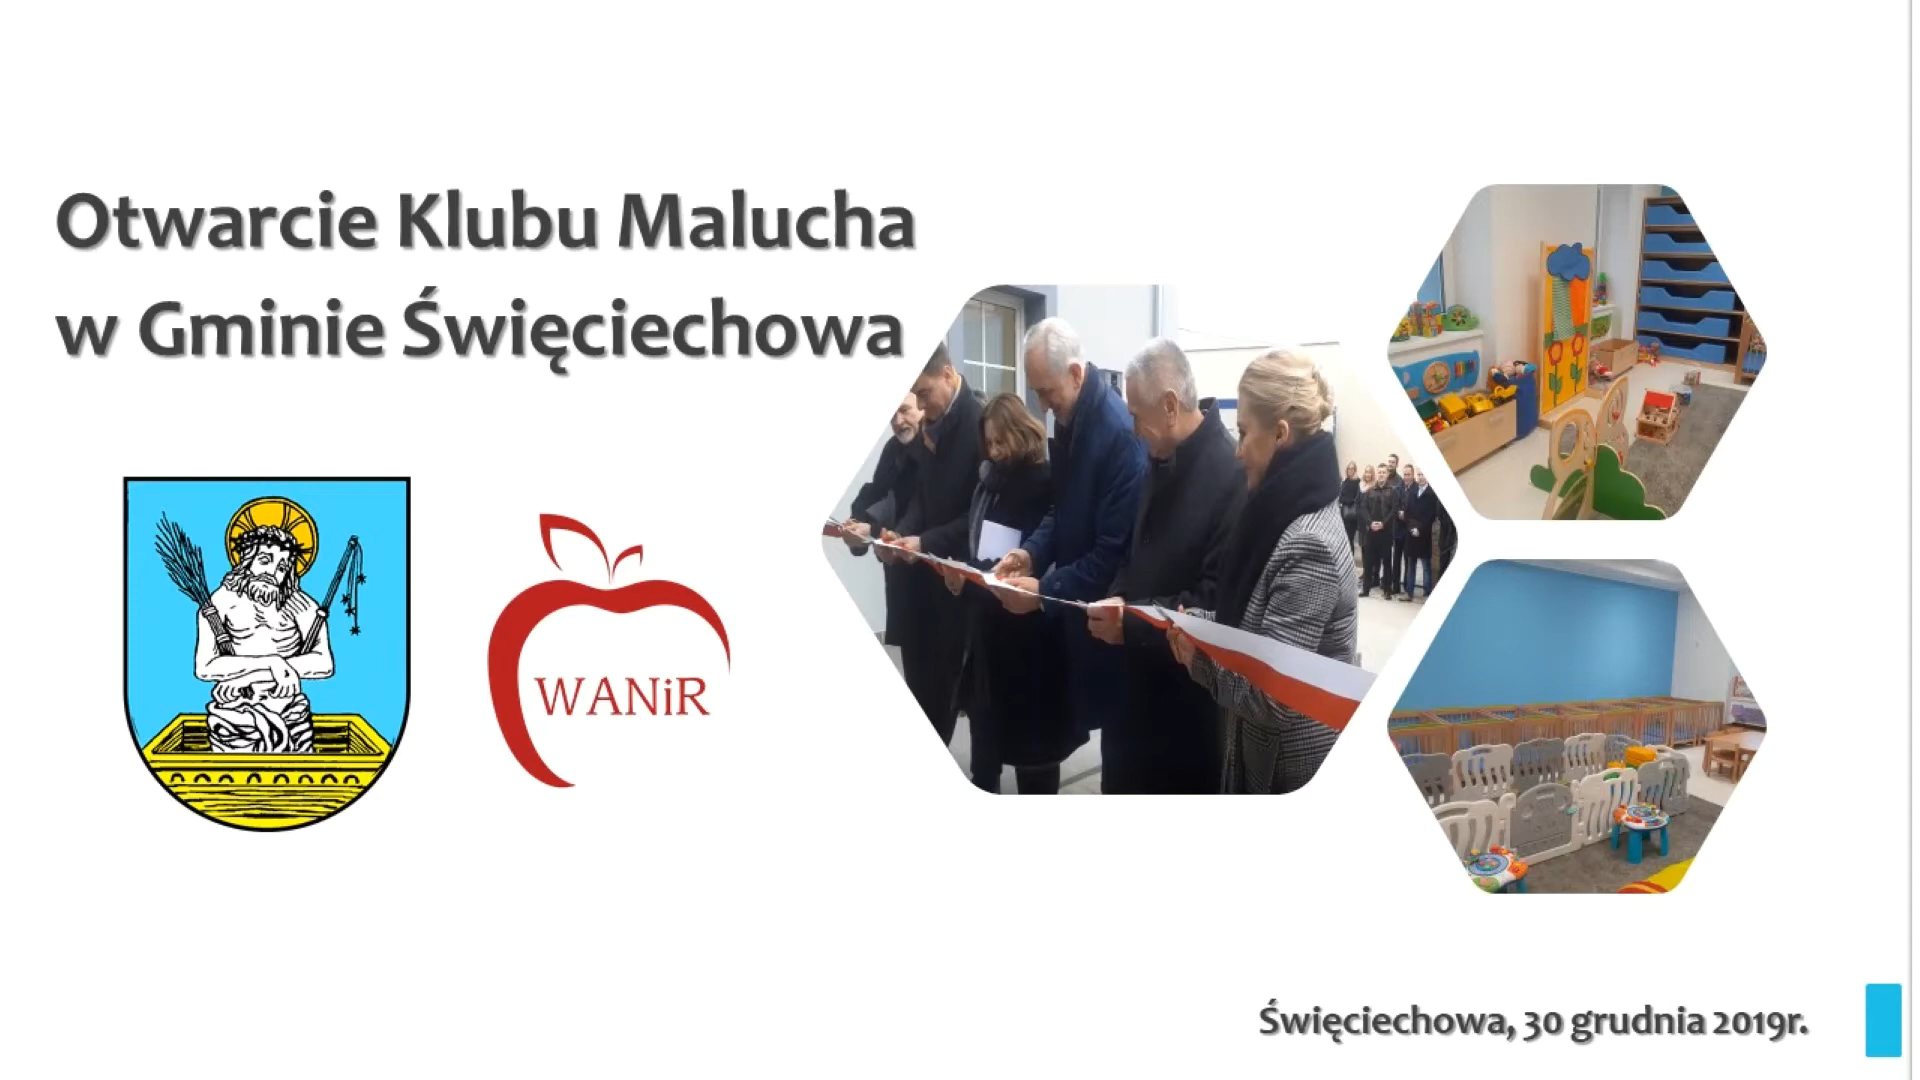 Otwarcie Klubu Malucha
w Gminie Święciechowa
WANiR
Święciechowa, 30 grudnia 2019r.